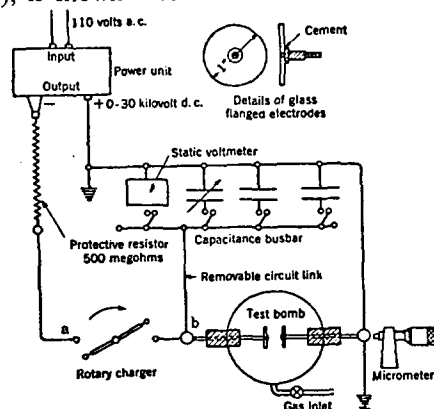 110 volts a.c.
Input
Output
Power unit
−
+0-30 kilovolt d.c.
1"
Cement
Details of glass
flanged electrodes
Static voltmeter
Protective resistor
500 megohms
Capacitance busbar
Removable circuit link
a
b
Test bomb
Rotary charger
Micrometer
Gas inlet